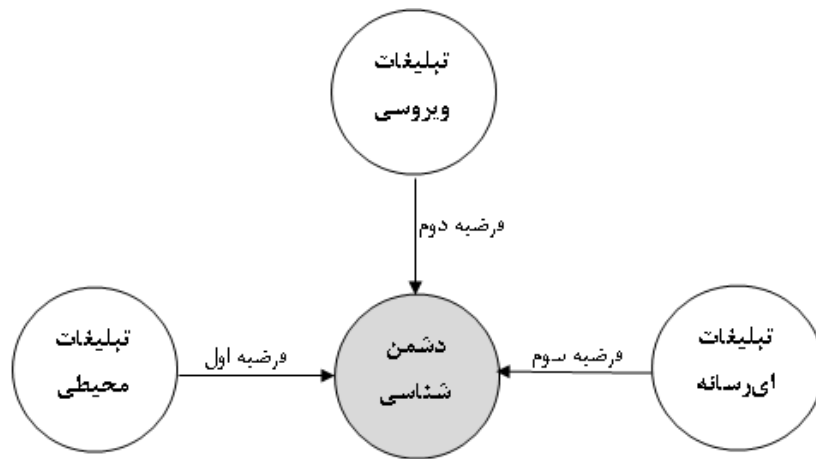 تبلیغات
ویروسی
فرضیه دوم
تبلیغات
ای‌رسانه
فرضیه سوم
دشمن
شناسی
فرضیه اول
تبلیغات
محیطی